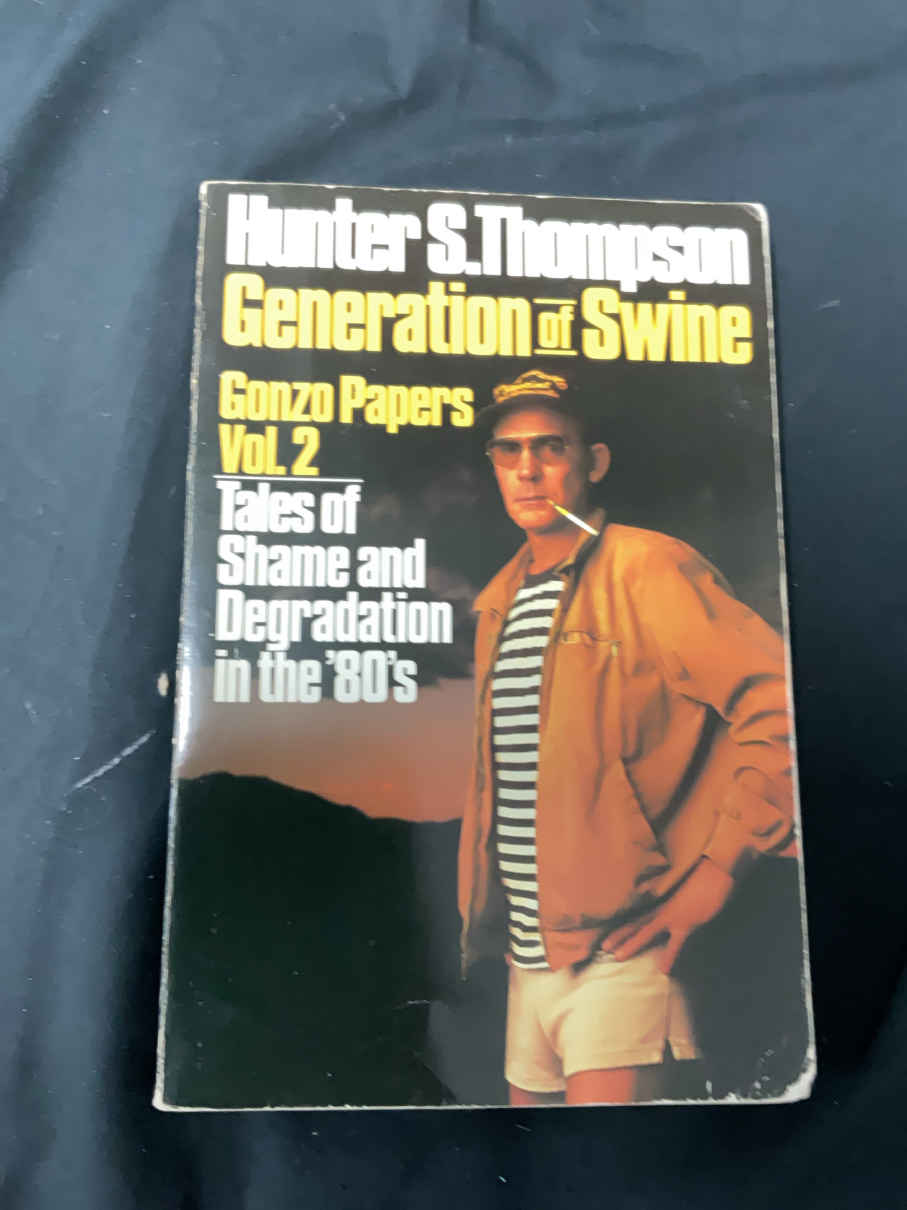 Hunter S. Thompson
Generation of Swine
Gonzo Papers
Vol. 2
Tales of
Shame and
Degradation
in the '80's